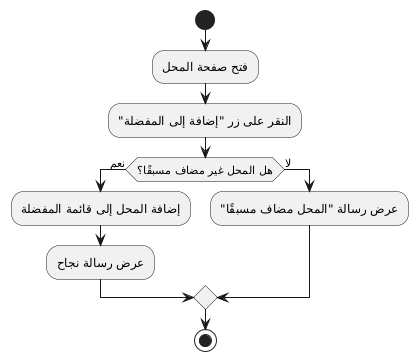 فتح صفحة المحل
النقر على زر "إضافة إلى المفضلة"
هل المحل غير مضاف مسبقًا؟
نعم
لا
إضافة المحل إلى قائمة المفضلة
عرض رسالة "المحل مضاف مسبقًا"
عرض رسالة نجاح